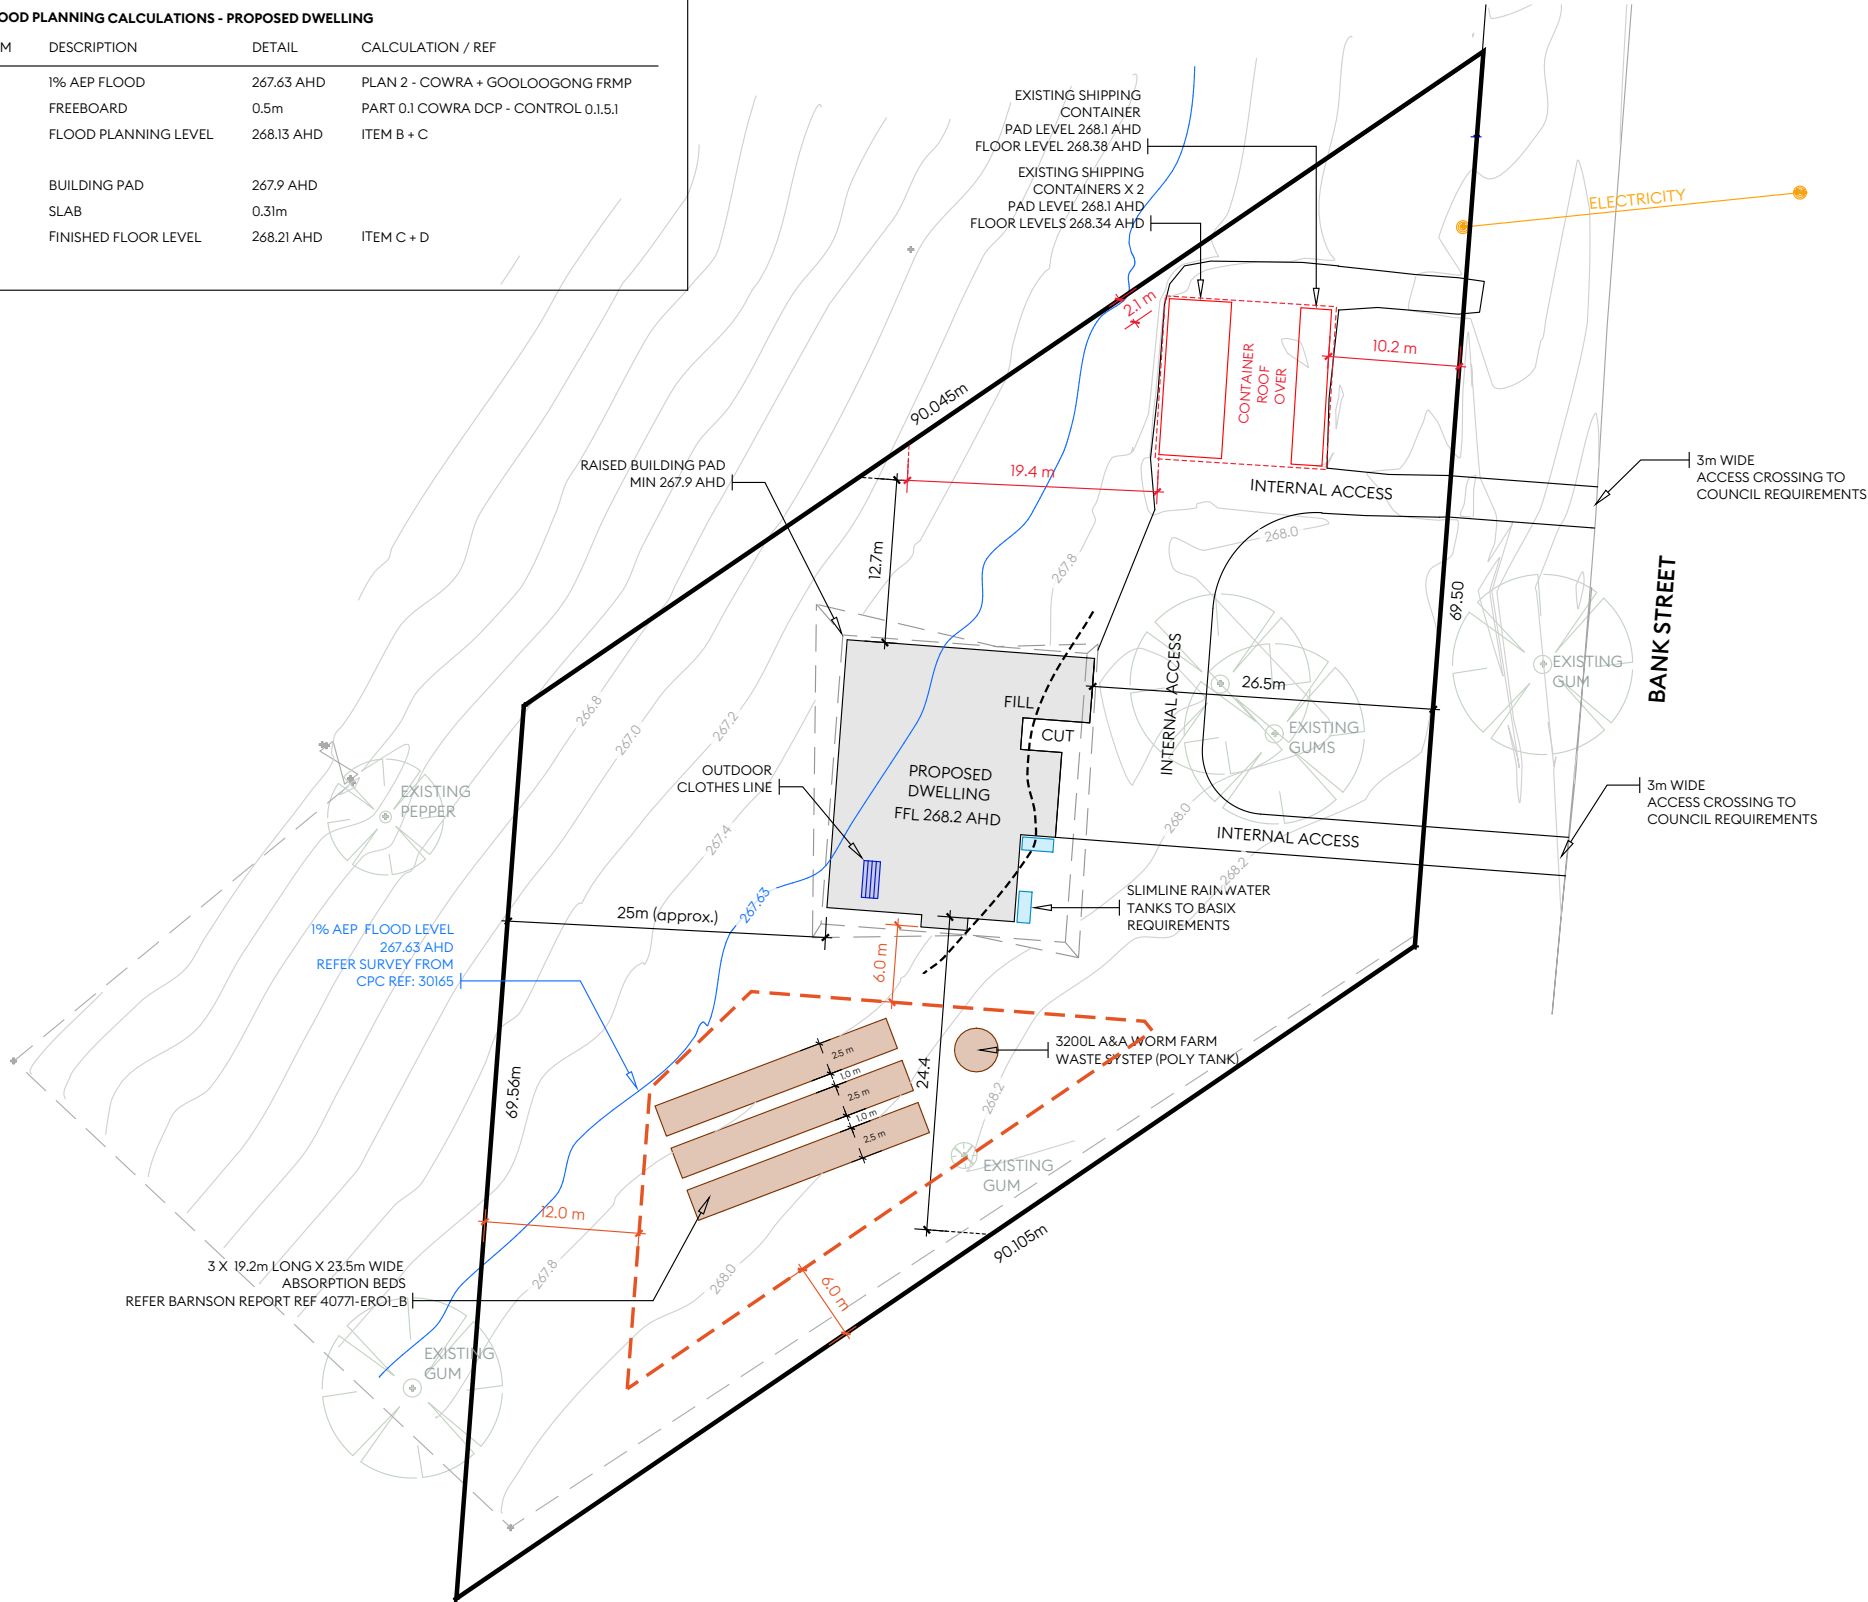 OOD PLANNING CALCULATIONS - PROPOSED DWELLING
M DESCRIPTION DETAIL CALCULATION / REF
1% AEP FLOOD 267.63 AHD PLAN 2 - COWRA + GOOLOOGONG FRMP
FREEBOARD 0.5m PART 0.1 COWRA DCP - CONTROL 0.1.5.1
FLOOD PLANNING LEVEL 268.13 AHD ITEM B + C
BUILDING PAD 267.9 AHD
SLAB 0.31m
FINISHED FLOOR LEVEL 268.21 AHD ITEM C + D
EXISTING SHIPPING
CONTAINER
PAD LEVEL 268.1 AHD
FLOOR LEVEL 268.38 AHD
EXISTING SHIPPING
CONTAINERS X 2
PAD LEVEL 268.1 AHD
FLOOR LEVELS 268.34 AHD
ELECTRICITY
2.1 m
10.2 m
CONTAINER
ROOF
OVER
90.045m
19.4 m
RAISED BUILDING PAD
MIN 267.9 AHD
INTERNAL ACCESS
3m WIDE
ACCESS CROSSING TO
COUNCIL REQUIREMENTS
268.0
267.8
12.7m
69.50
BANK STREET
EXISTING
GUM
INTERNAL ACCESS
26.5m
EXISTING
GUMS
266.8
267.0
267.2
267.4
FILL
CUT
PROPOSED
DWELLING
FFL 268.2 AHD
OUTDOOR
CLOTHES LINE
EXISTING
PEPPER
3m WIDE
ACCESS CROSSING TO
COUNCIL REQUIREMENTS
268.0
268.2
INTERNAL ACCESS
SLIMLINE RAINWATER
TANKS TO BASIX
REQUIREMENTS
267.63
25m (approx.)
1% AEP FLOOD LEVEL
267.63 AHD
REFER SURVEY FROM
CPC REF: 30165
6.0 m
3200L A&A WORM FARM
WASTE SYSTEP (POLY TANK)
2.5 m
1.0 m
2.5 m
1.0 m
2.5 m
24.4
268.2
69.56m
EXISTING
GUM
12.0 m
90.105m
267.8
268.0
6.0 m
3 X 19.2m LONG X 23.5m WIDE
ABSORPTION BEDS
REFER BARNSON REPORT REF 40771-ER01_B
EXISTING
GUM